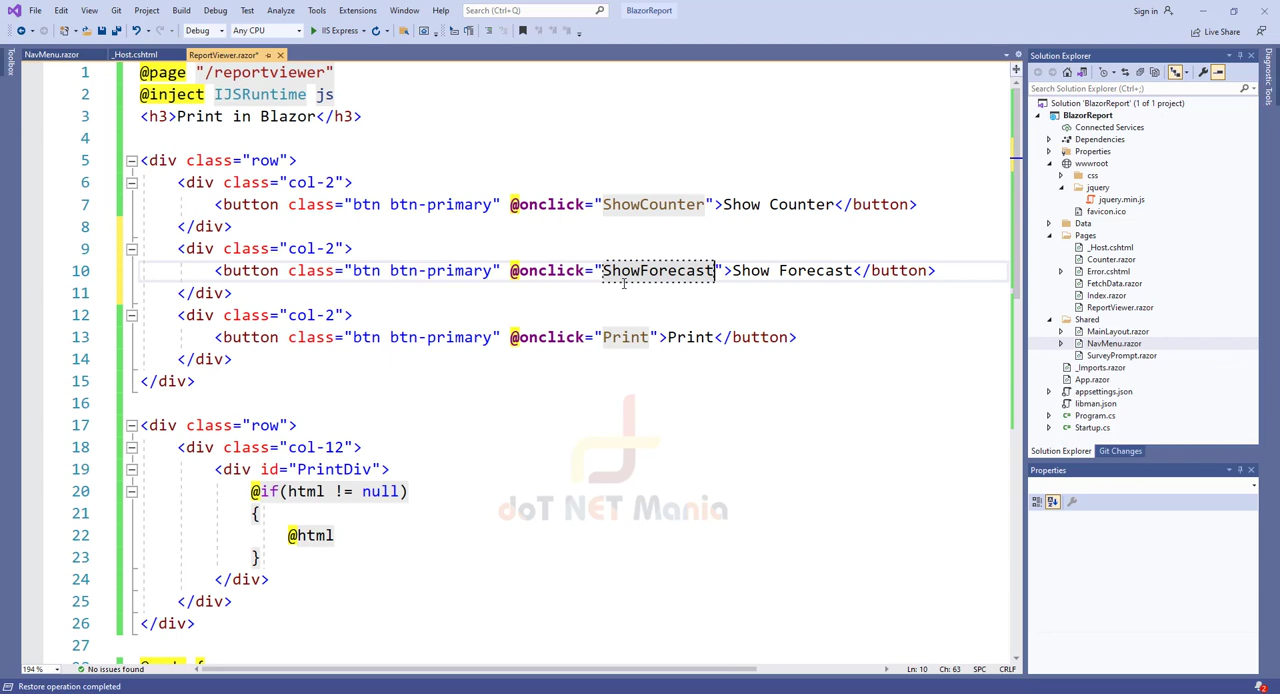 File Edit View Git Project Build Debug Test Analyze Tools Extensions Window Help Search (Ctrl+Q) BlazorReport Sign in
Debug Any CPU IIS Express Live Share
NavMenu.razor _Host.cshtml ReportViewer.razor*
Toolbox
1 @page "/reportviewer"
2 @inject IJSRuntime js
3 <h3>Print in Blazor</h3>
4
5 <div class="row">
6 <div class="col-2">
7 <button class="btn btn-primary" @onclick="ShowCounter">Show Counter</button>
8 </div>
9 <div class="col-2">
10 <button class="btn btn-primary" @onclick="ShowForecast">Show Forecast</button>
11 </div>
12 <div class="col-2">
13 <button class="btn btn-primary" @onclick="Print">Print</button>
14 </div>
15 </div>
16
17 <div class="row">
18 <div class="col-12">
19 <div id="PrintDiv">
20 @if(html != null)
21 {
22 @html
23 }
24 </div>
25 </div>
26 </div>
27
doT NET Mania
194 % No issues found Ln: 10 Ch: 63 SPC CRLF
Restore operation completed
Solution Explorer
Search Solution Explorer (Ctrl+;)
Solution 'BlazorReport' (1 of 1 project)
BlazorReport
Connected Services
Dependencies
Properties
wwwroot
css
jquery
jquery.min.js
favicon.ico
Data
Pages
_Host.cshtml
Counter.razor
Error.cshtml
FetchData.razor
Index.razor
ReportViewer.razor
Shared
MainLayout.razor
NavMenu.razor
SurveyPrompt.razor
_Imports.razor
App.razor
appsettings.json
libman.json
Program.cs
Startup.cs
Solution Explorer Git Changes
Properties
Diagnostic Tools
2